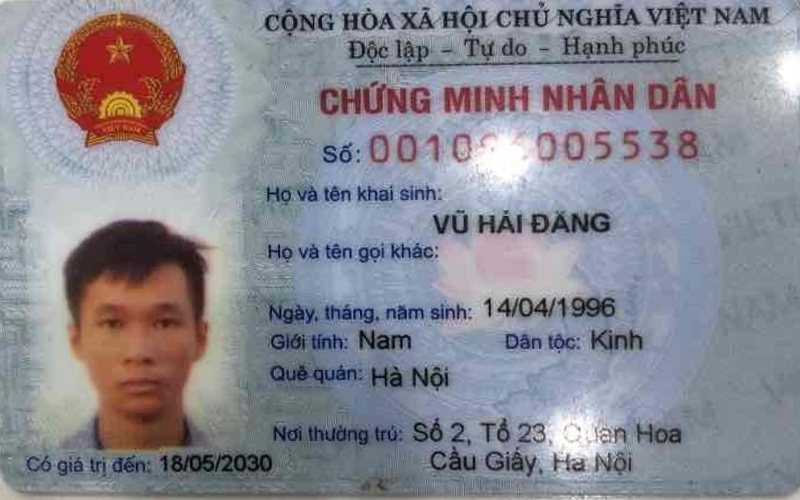 CỘNG HÒA XÃ HỘI CHỦ NGHĨA VIỆT NAM
Độc lập - Tự do - Hạnh phúc
CHỨNG MINH NHÂN DÂN
Số:
Họ và tên khai sinh:
VŨ HẢI ĐĂNG
Họ và tên gọi khác:
Ngày, tháng, năm sinh: 14/04/1996
Giới tính: Nam Dân tộc: Kinh
Quê quán: Hà Nội
Nơi thường trú: Số 2, Tổ 23, Quan Hoa
Cầu Giấy, Hà Nội
Có giá trị đến: 18/05/2030
VIỆT NAM